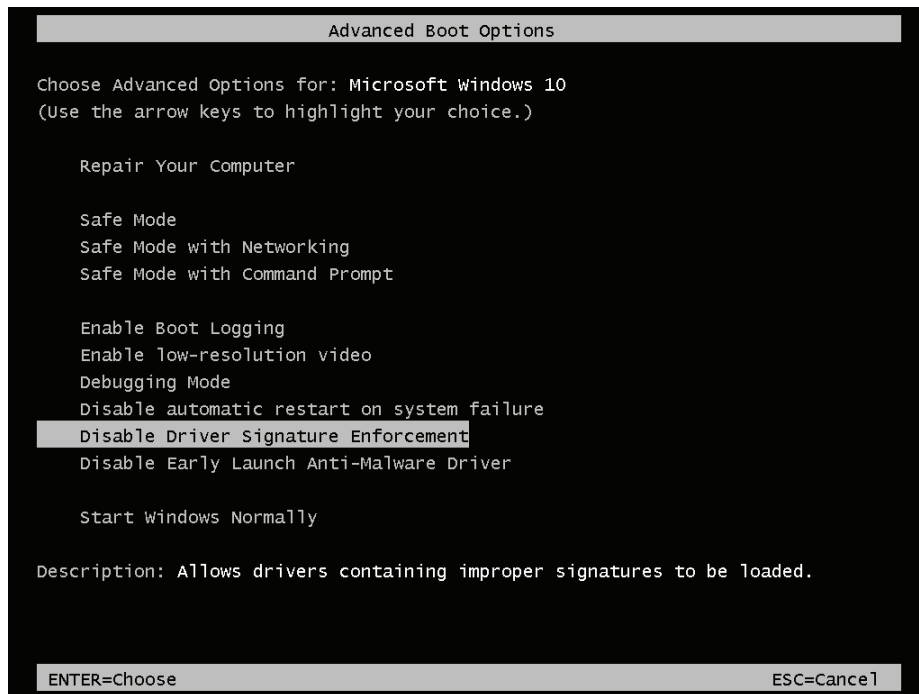 Advanced Boot Options
Choose Advanced Options for: Microsoft Windows 10
(Use the arrow keys to highlight your choice.)
Repair Your Computer
Safe Mode
Safe Mode with Networking
Safe Mode with Command Prompt
Enable Boot Logging
Enable low-resolution video
Debugging Mode
Disable automatic restart on system failure
Disable Driver Signature Enforcement
Disable Early Launch Anti-Malware Driver
Start Windows Normally
Description: Allows drivers containing improper signatures to be loaded.
ENTER=Choose ESC=Cancel